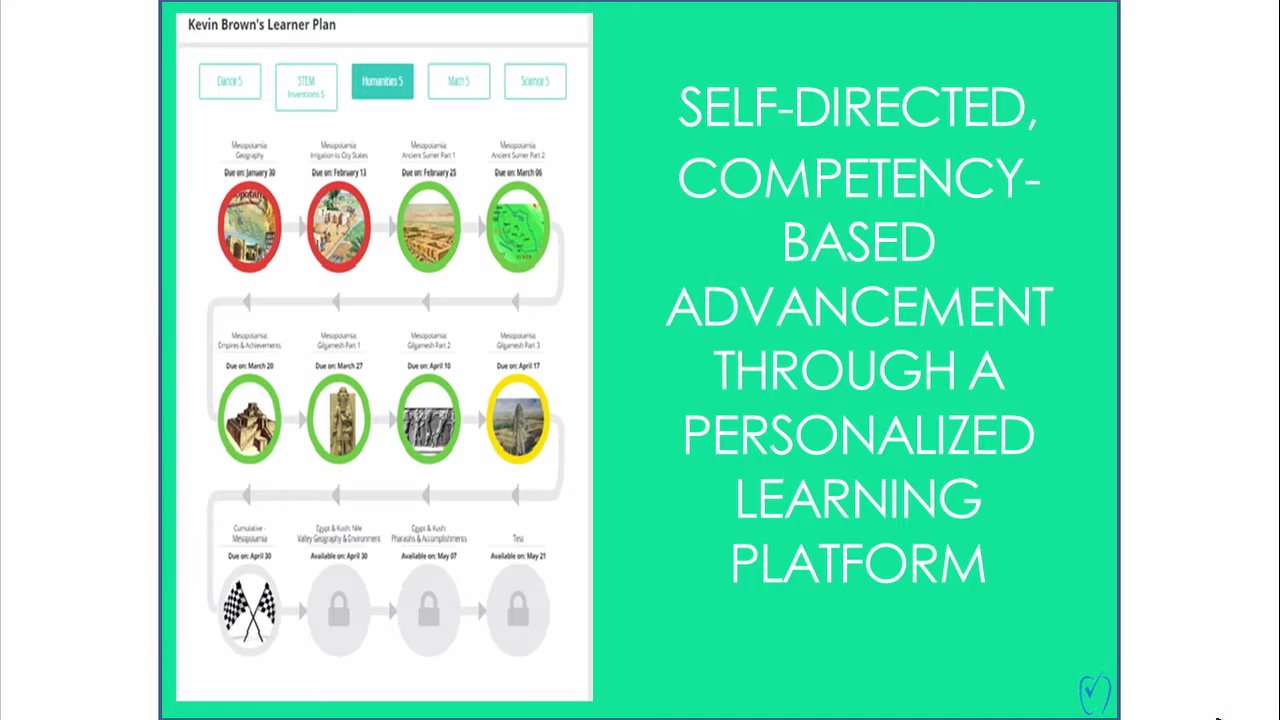 Kevin Brown's Learner Plan
Dance 5
STEM
Inventions 5
Humanities 5
Math 5
Science 5
Mesopotamia:
Geography
Due on: January 30
Mesopotamia:
Irrigation to City States
Due on: February 13
Mesopotamia:
Ancient Sumer Part 1
Due on: February 25
Mesopotamia:
Ancient Sumer Part 2
Due on: March 06
Mesopotamia:
Empires & Achievements
Due on: March 20
Mesopotamia:
Gilgamesh Part 1
Due on: March 27
Mesopotamia:
Gilgamesh Part 2
Due on: April 10
Mesopotamia:
Gilgamesh Part 3
Due on: April 17
Cumulative -
Mesopotamia
Due on: April 30
Egypt & Kush: Nile
Valley Geography & Environment
Available on: April 30
Egypt & Kush:
Pharaohs & Accomplishments
Available on: May 07
Test
Available on: May 21
SELF-DIRECTED,
COMPETENCY-
BASED
ADVANCEMENT
THROUGH A
PERSONALIZED
LEARNING
PLATFORM